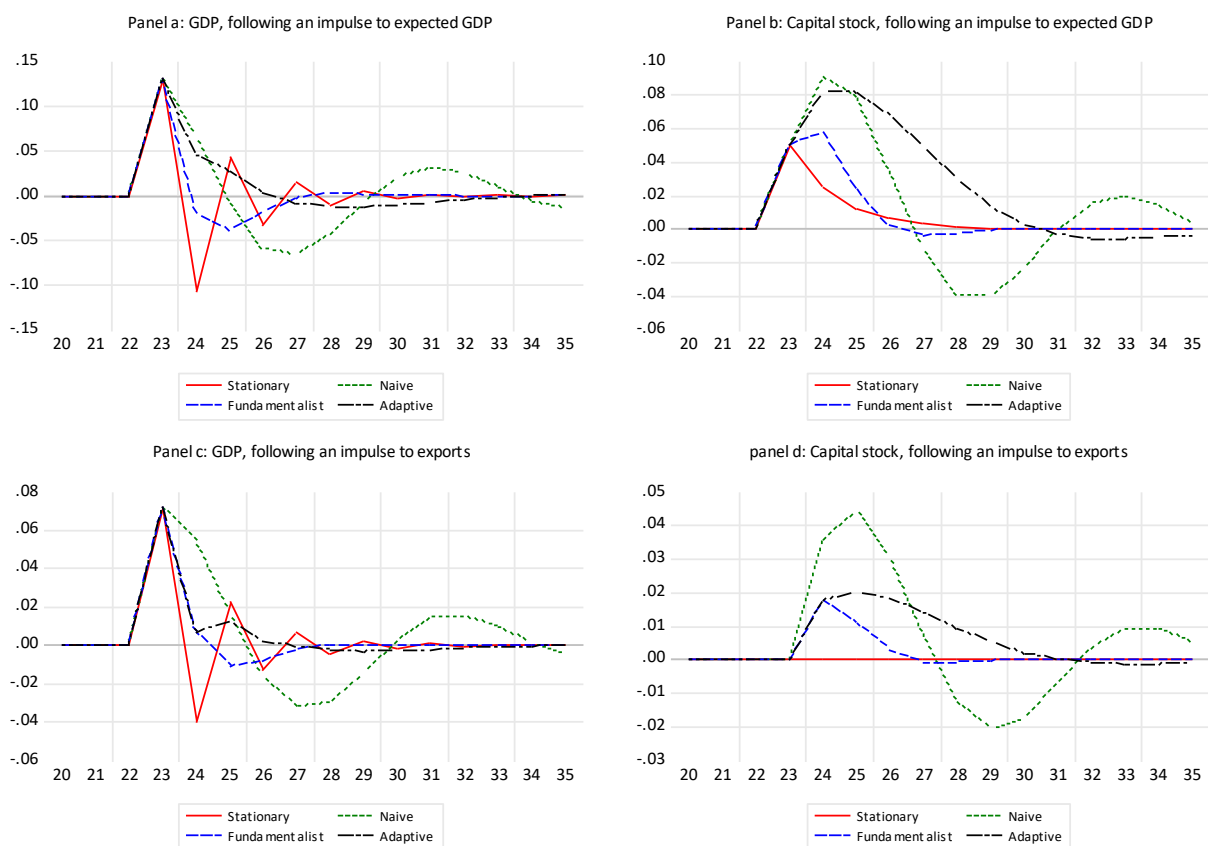 Panel a: GDP, following an impulse to expected GDP
.15
.10
.05
.00
-.05
-.10
-.15
20 21 22 23 24 25 26 27 28 29 30 31 32 33 34 35
Stationary Naive
Fundamentalist Adaptive
Panel b: Capital stock, following an impulse to expected GDP
.10
.08
.06
.04
.02
.00
-.02
-.04
-.06
20 21 22 23 24 25 26 27 28 29 30 31 32 33 34 35
Stationary Naive
Fundamentalist Adaptive
Panel c: GDP, following an impulse to exports
.08
.06
.04
.02
.00
-.02
-.04
-.06
20 21 22 23 24 25 26 27 28 29 30 31 32 33 34 35
Stationary Naive
Fundamentalist Adaptive
panel d: Capital stock, following an impulse to exports
.05
.04
.03
.02
.01
.00
-.01
-.02
-.03
20 21 22 23 24 25 26 27 28 29 30 31 32 33 34 35
Stationary Naive
Fundamentalist Adaptive